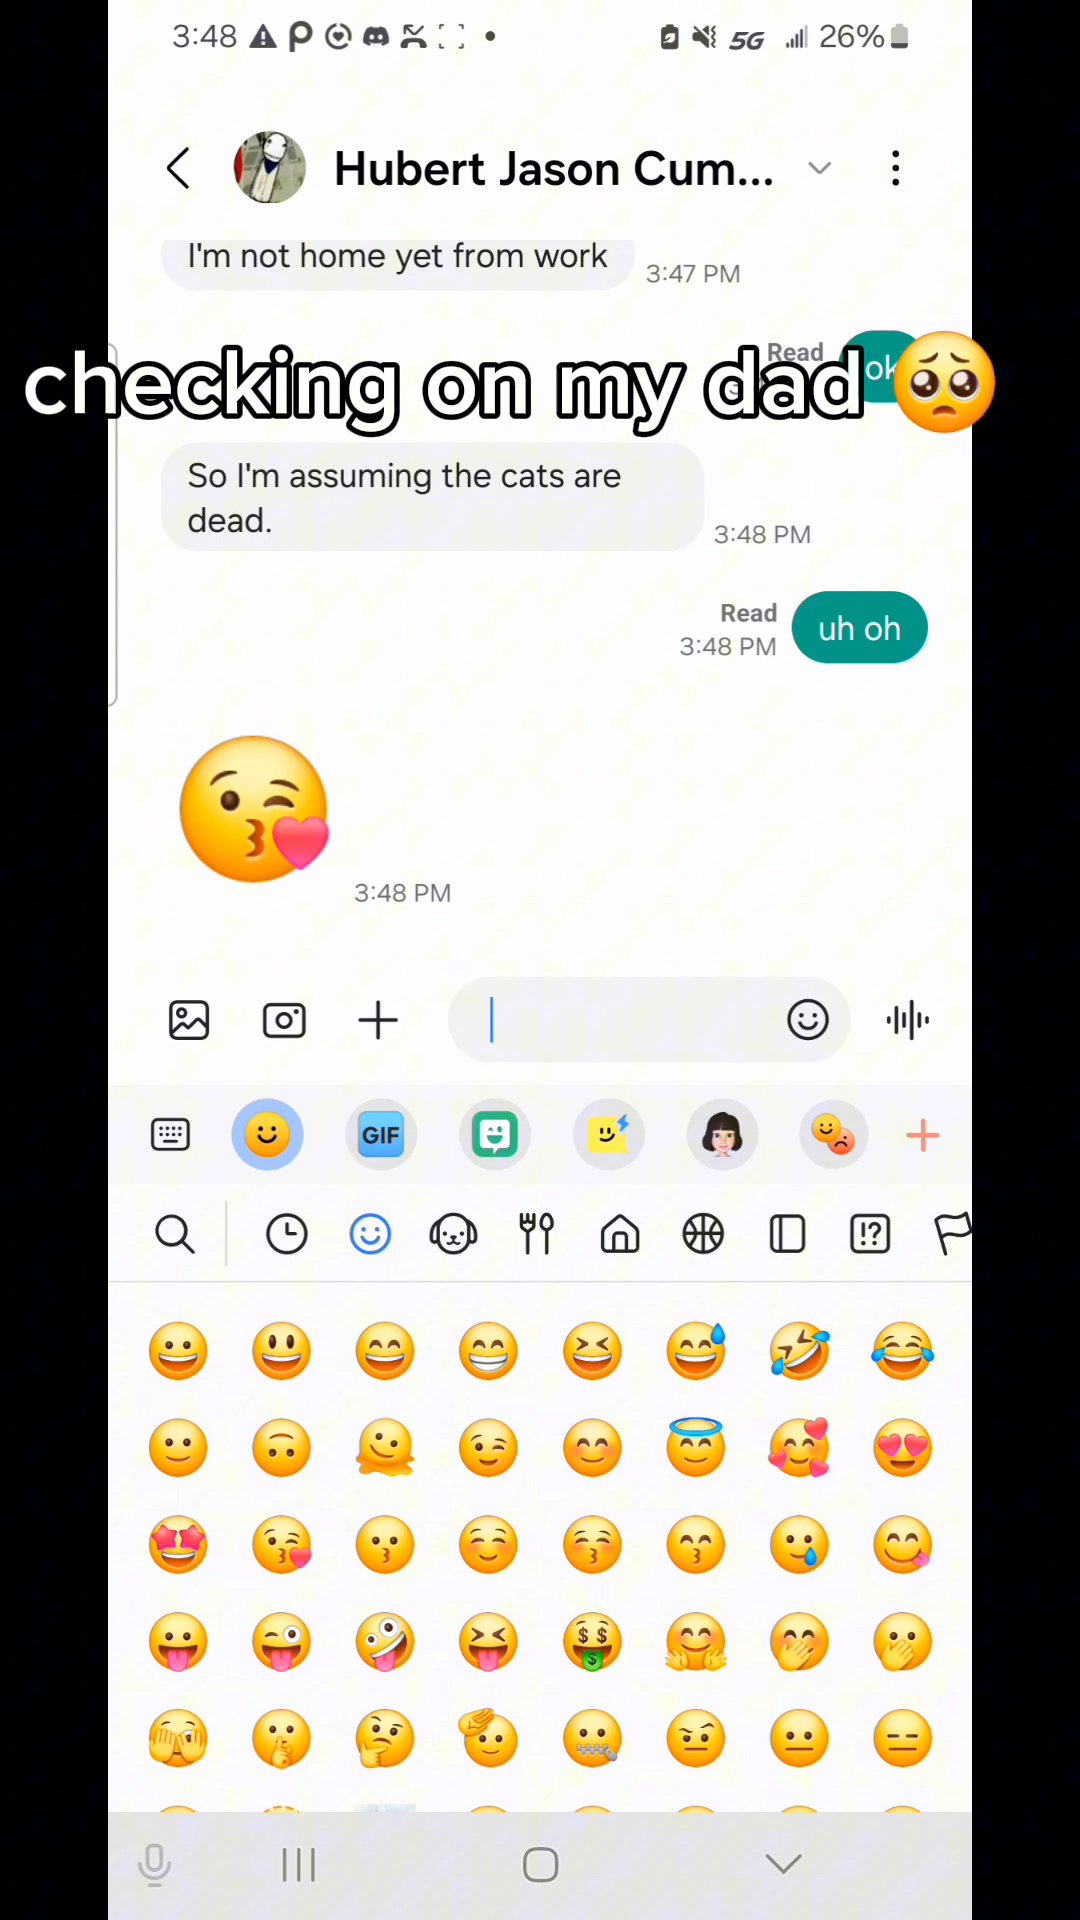 3:48 5G 26%
Hubert Jason Cum...
I'm not home yet from work
3:47 PM
Read
ok
checking on my dad 🥺
So I'm assuming the cats are
dead.
3:48 PM
Read
3:48 PM
uh oh
3:48 PM
GIF
!?